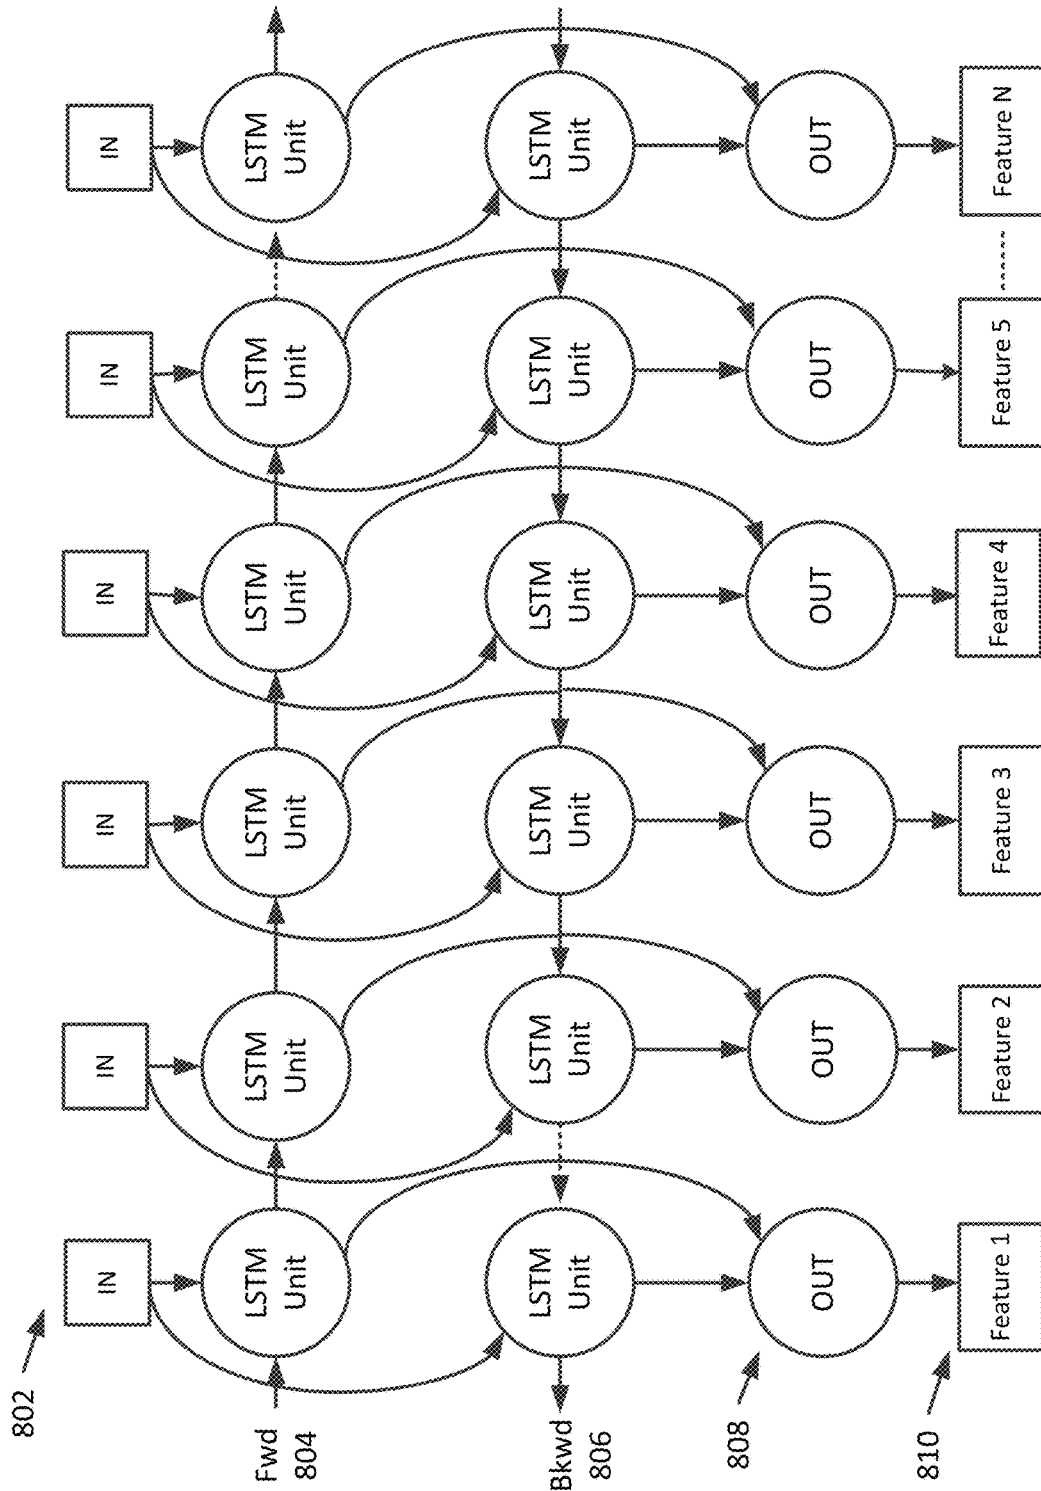 802
IN
IN
IN
IN
IN
IN
Fwd
804
LSTM
Unit
LSTM
Unit
LSTM
Unit
LSTM
Unit
LSTM
Unit
LSTM
Unit
Bkwd
806
LSTM
Unit
LSTM
Unit
LSTM
Unit
LSTM
Unit
LSTM
Unit
LSTM
Unit
808
OUT
OUT
OUT
OUT
OUT
OUT
810
Feature 1
Feature 2
Feature 3
Feature 4
Feature 5
Feature N